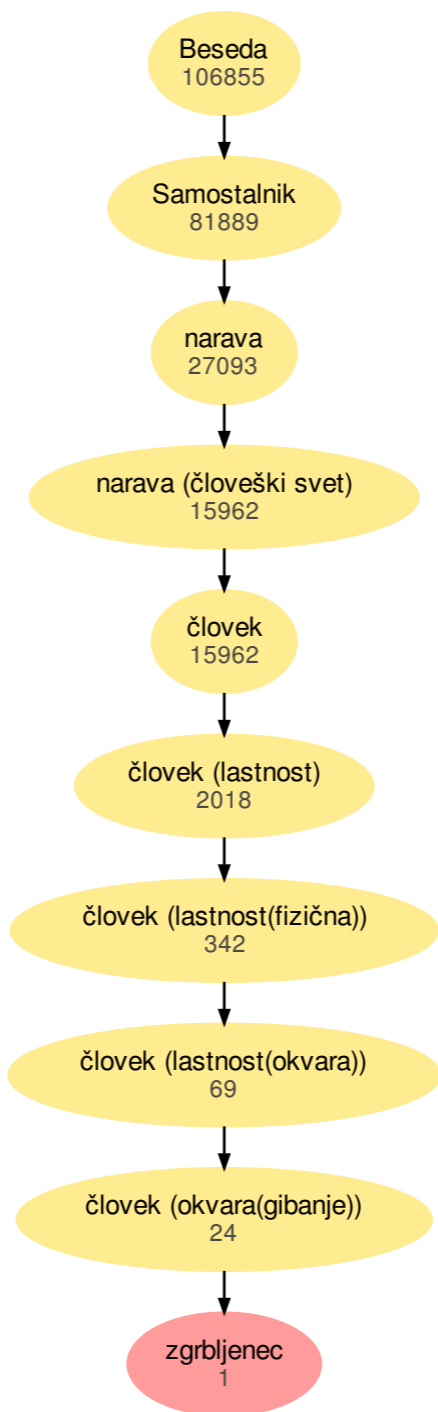 Beseda
106855
Samostalnik
81889
narava
27093
narava (človeški svet)
15962
človek
15962
človek (lastnost)
2018
človek (lastnost(fizična))
342
človek (lastnost(okvara))
69
človek (okvara(gibanje))
24
zgrbljenec
1